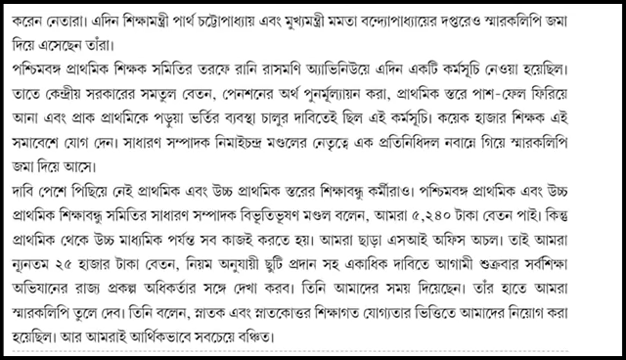 করেন নেতারা। এদিন শিক্ষামন্ত্রী পার্থ চট্টোপাধ্যায় এবং মুখ্যমন্ত্রী মমতা বন্দ্যোপাধ্যায়ের দপ্তরেও স্মারকলিপি জমা
দিয়ে এসেছেন তাঁরা।
পশ্চিমবঙ্গ প্রাথমিক শিক্ষক সমিতির তরফে রানি রাসমণি অ্যাভিনিউয়ে এদিন একটি কর্মসূচি নেওয়া হয়েছিল।
তাতে কেন্দ্রীয় সরকারের সমতুল বেতন, পেনশনের অর্থ পুনর্মূল্যায়ন করা, প্রাথমিক স্তরে পাশ-ফেল ফিরিয়ে
আনা এবং প্রাক প্রাথমিকে পড়ুয়া ভর্তির ব্যবস্থা চালুর দাবিতেই ছিল এই কর্মসূচি। কয়েক হাজার শিক্ষক এই
সমাবেশে যোগ দেন। সাধারণ সম্পাদক নিমাইচন্দ্র মণ্ডলের নেতৃত্বে এক প্রতিনিধিদল নবান্নে গিয়ে স্মারকলিপি
জমা দিয়ে আসে।
দাবি পেশে পিছিয়ে নেই প্রাথমিক এবং উচ্চ প্রাথমিক স্তরের শিক্ষাবন্ধু কর্মীরাও। পশ্চিমবঙ্গ প্রাথমিক এবং উচ্চ
প্রাথমিক শিক্ষাবন্ধু সমিতির সাধারণ সম্পাদক বিভূতিভূষণ মণ্ডল বলেন, আমরা ৫,২৪০ টাকা বেতন পাই। কিন্তু
প্রাথমিক থেকে উচ্চ মাধ্যমিক পর্যন্ত সব কাজই করতে হয়। আমরা ছাড়া এসআই অফিস অচল। তাই আমরা
ন্যূনতম ২৫ হাজার টাকা বেতন, নিয়ম অনুযায়ী ছুটি প্রদান সহ একাধিক দাবিতে আগামী শুক্রবার সর্বশিক্ষা
অভিযানের রাজ্য প্রকল্প অধিকর্তার সঙ্গে দেখা করব। তিনি আমাদের সময় দিয়েছেন। তাঁর হাতে আমরা
স্মারকলিপি তুলে দেব। তিনি বলেন, স্নাতক এবং স্নাতকোত্তর শিক্ষাগত যোগ্যতার ভিত্তিতে আমাদের নিয়োগ করা
হয়েছিল। আর আমরাই আর্থিকভাবে সবচেয়ে বঞ্চিত।